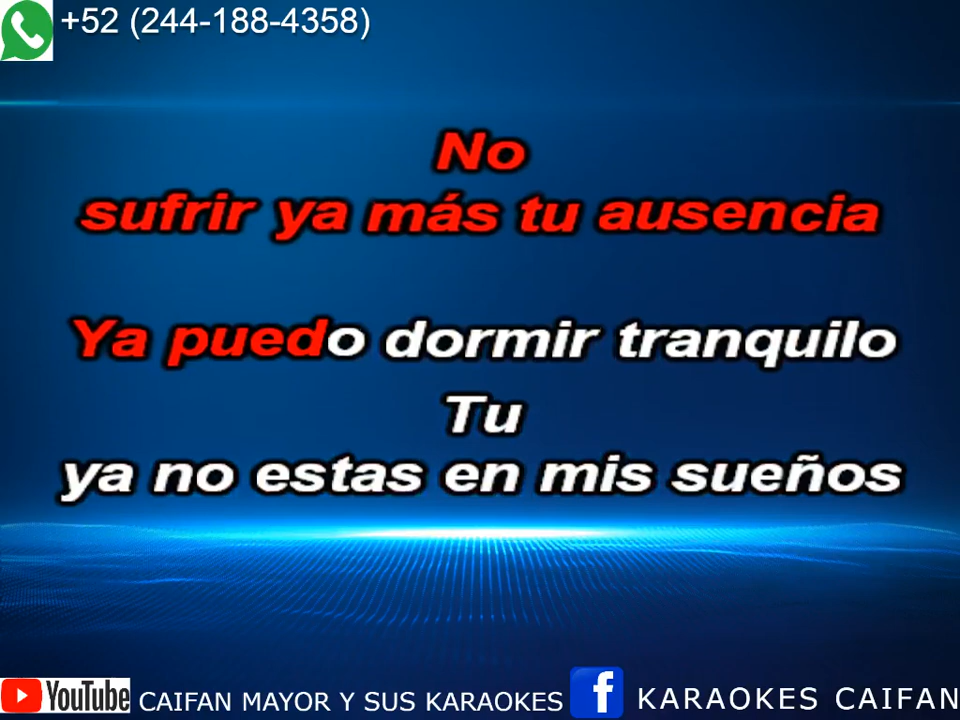 +52 (244-188-4358)
No
sufrir ya más tu ausencia
Ya puedo dormir tranquilo
Tu
ya no estas en mis sueños
YouTube CAIFAN MAYOR Y SUS KARAOKES f KARAOKES CAIFAN